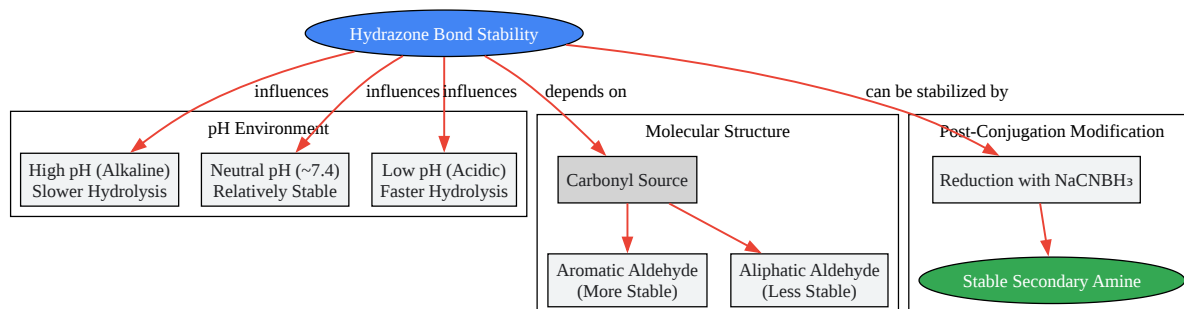 Hydrazone Bond Stability
influences
influences
influences
depends on
can be stabilized by
pH Environment
Molecular Structure
Post-Conjugation Modification
High pH (Alkaline)
Slower Hydrolysis
Neutral pH (~7.4)
Relatively Stable
Low pH (Acidic)
Faster Hydrolysis
Carbonyl Source
Reduction with NaCNBH₃
Aromatic Aldehyde
(More Stable)
Aliphatic Aldehyde
(Less Stable)
Stable Secondary Amine